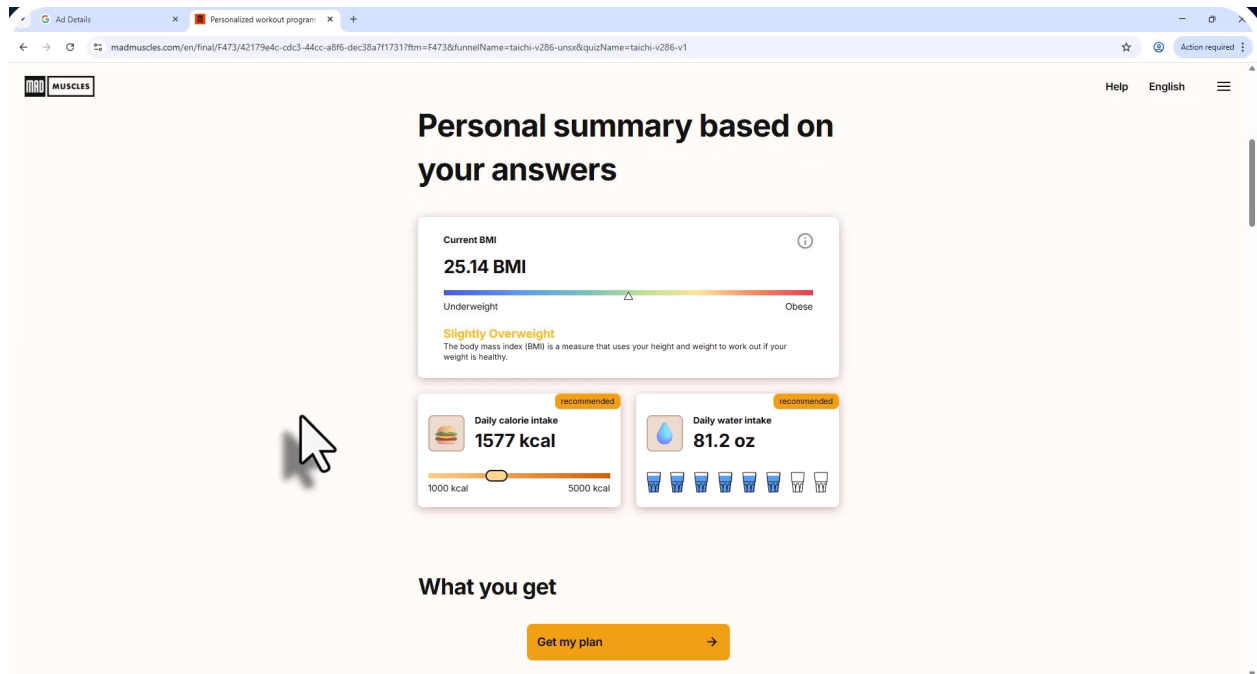 Ad Details
Personalized workout program
madmuscles.com/en/final/F473/42179e4c-cdc3-44cc-a8f6-dec38a7f1731?ftm=F473&funnelName=taichi-v286-unsx&quizName=taichi-v286-v1
Action required
MAD MUSCLES
Help English
Personal summary based on
your answers
Current BMI
25.14 BMI
Underweight Obese
Slightly Overweight
The body mass index (BMI) is a measure that uses your height and weight to work out if your
weight is healthy.
recommended
Daily calorie intake
1577 kcal
1000 kcal 5000 kcal
recommended
Daily water intake
81.2 oz
What you get
Get my plan